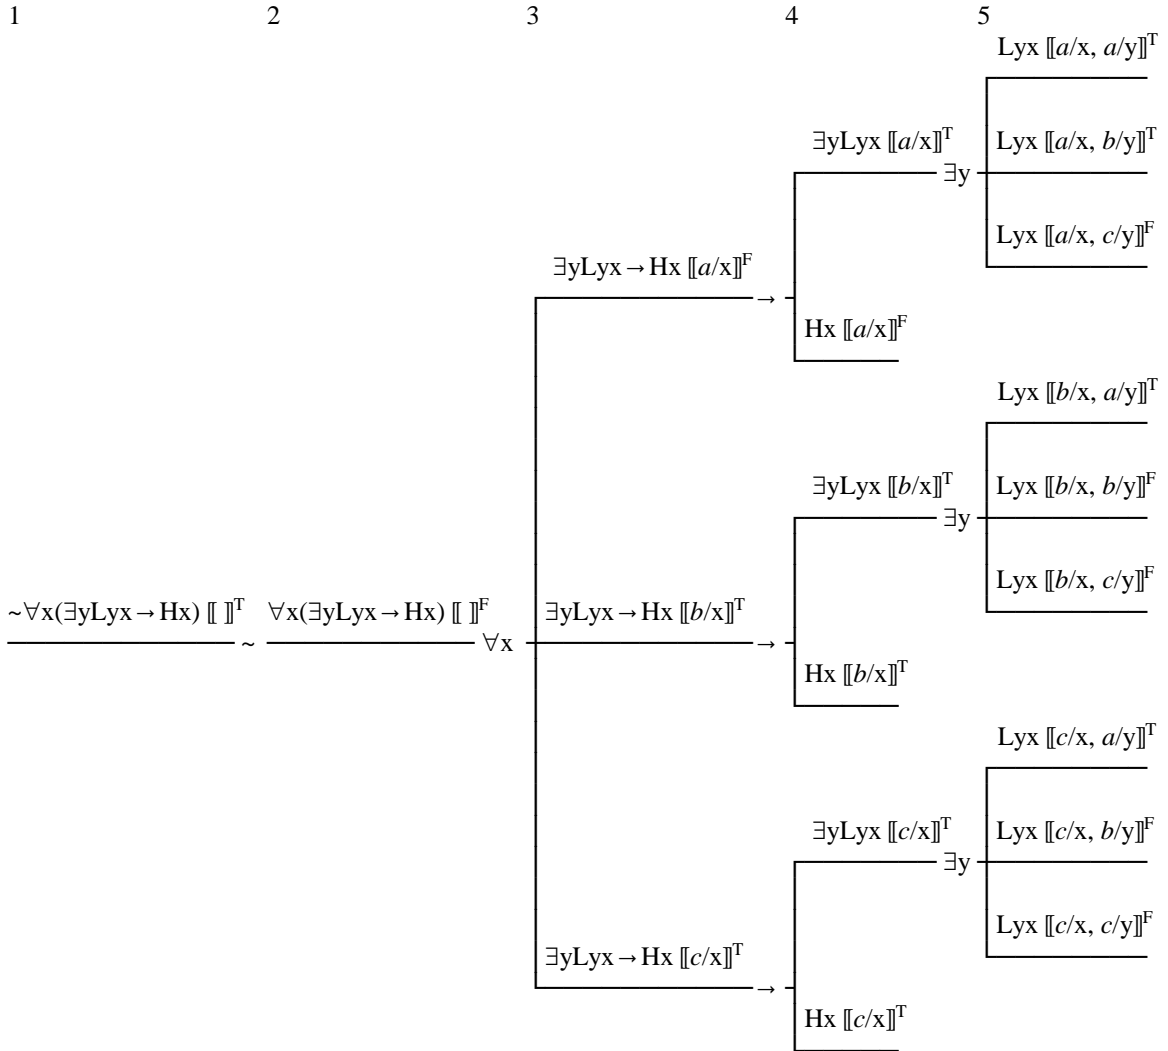 1 2 3 4 5
Lyx ⟦a/x, a/y⟧ᵀ
∃yLyx ⟦a/x⟧ᵀ Lyx ⟦a/x, b/y⟧ᵀ
∃y
Lyx ⟦a/x, c/y⟧ꟳ
∃yLyx → Hx ⟦a/x⟧ꟳ
→
Hx ⟦a/x⟧ꟳ
Lyx ⟦b/x, a/y⟧ᵀ
∃yLyx ⟦b/x⟧ᵀ Lyx ⟦b/x, b/y⟧ꟳ
∃y
Lyx ⟦b/x, c/y⟧ꟳ
~∀x(∃yLyx → Hx) ⟦ ⟧ᵀ ∀x(∃yLyx → Hx) ⟦ ⟧ꟳ ∃yLyx → Hx ⟦b/x⟧ᵀ
~ ∀x →
Hx ⟦b/x⟧ᵀ
Lyx ⟦c/x, a/y⟧ᵀ
∃yLyx ⟦c/x⟧ᵀ Lyx ⟦c/x, b/y⟧ꟳ
∃y
Lyx ⟦c/x, c/y⟧ꟳ
∃yLyx → Hx ⟦c/x⟧ᵀ
→
Hx ⟦c/x⟧ᵀ